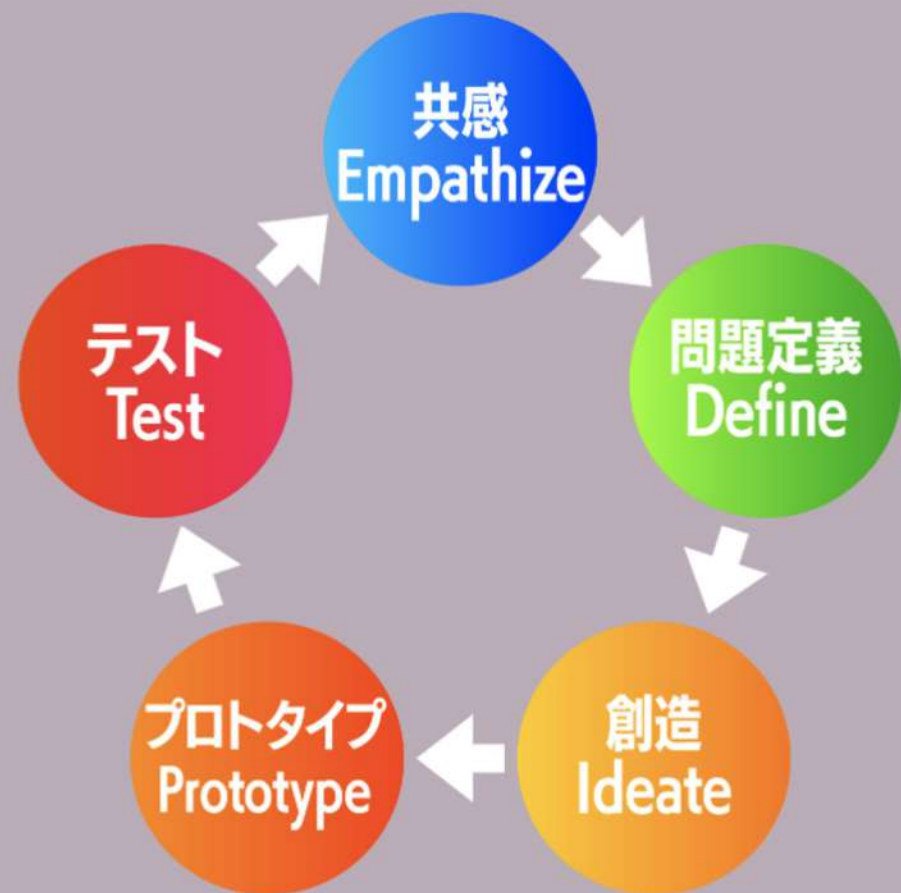 共感
Empathize
問題定義
Define
創造
Ideate
プロトタイプ
Prototype
テスト
Test